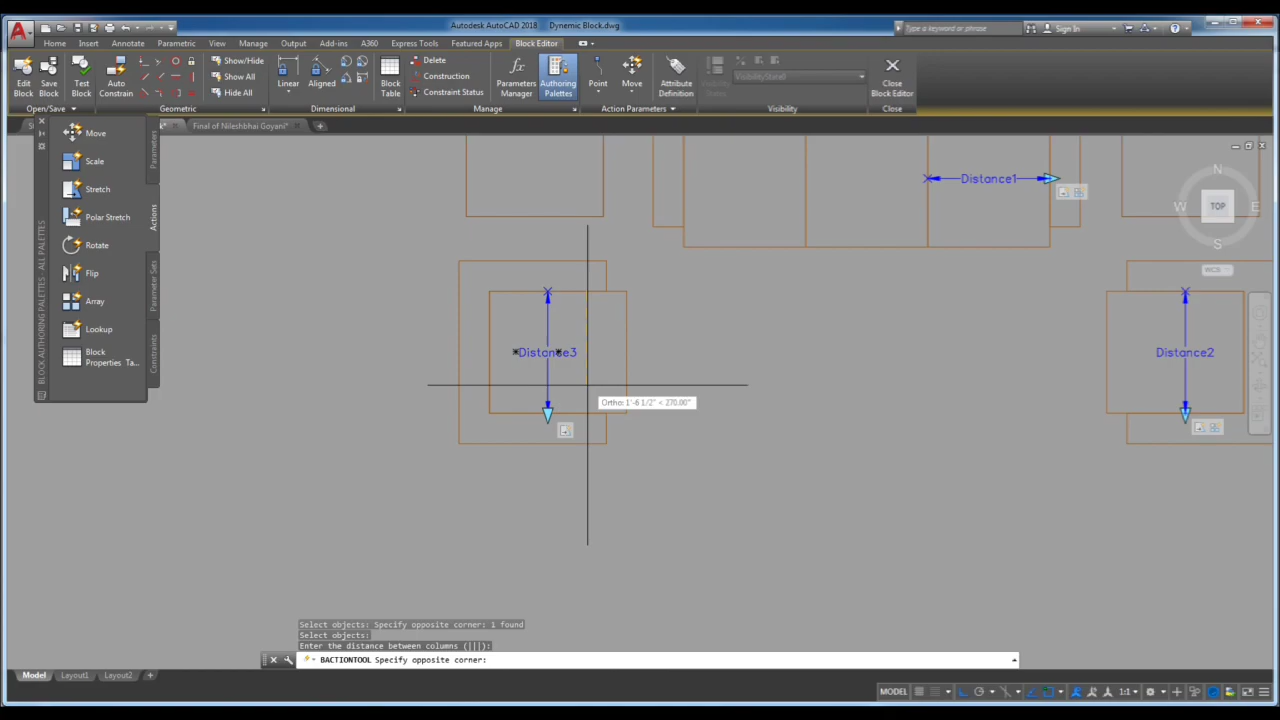 Autodesk AutoCAD 2018 Dymemic Block.dwg
Type a keyword or phrase
Sign In
Home Insert Annotate Parametric View Manage Output Add-ins A360 Express Tools Featured Apps Block Editor
Edit Block
Save Block
Test Block
Auto Constrain
Show/Hide
Show All
Hide All
Linear
Aligned
Block Table
Delete
Construction
Constraint Status
Parameters Manager
Authoring Palettes
Point
Move
Attribute Definition
Visibility States
VisibilityState0
Close Block Editor
Open/Save
Geometric
Dimensional
Manage
Action Parameters
Visibility
Close
Final of Nileshbhai Goyani*
Move
Scale
Stretch
Polar Stretch
Rotate
Flip
Array
Lookup
Block Properties Ta...
Parameters
Actions
Parameter Sets
Constraints
BLOCK AUTHORING PALETTES - ALL PALETTES
Distance1
Distance3
Distance2
Ortho: 1'-6 1/2" < 270.00°
N
W TOP E
S
WCS
Select objects: Specify opposite corner: 1 found
Select objects:
Enter the distance between columns (|||):
BACTIONTOOL Specify opposite corner:
Model Layout1 Layout2
MODEL
1:1